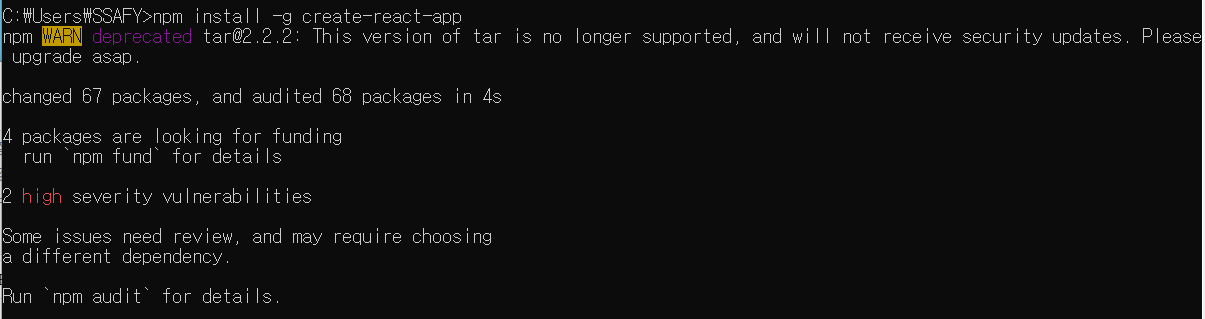 C:₩Users₩SSAFY>npm install -g create-react-app
npm WARN deprecated tar@2.2.2: This version of tar is no longer supported, and will not receive security updates. Please
 upgrade asap.
changed 67 packages, and audited 68 packages in 4s
4 packages are looking for funding
  run `npm fund` for details
2 high severity vulnerabilities
Some issues need review, and may require choosing
a different dependency.
Run `npm audit` for details.